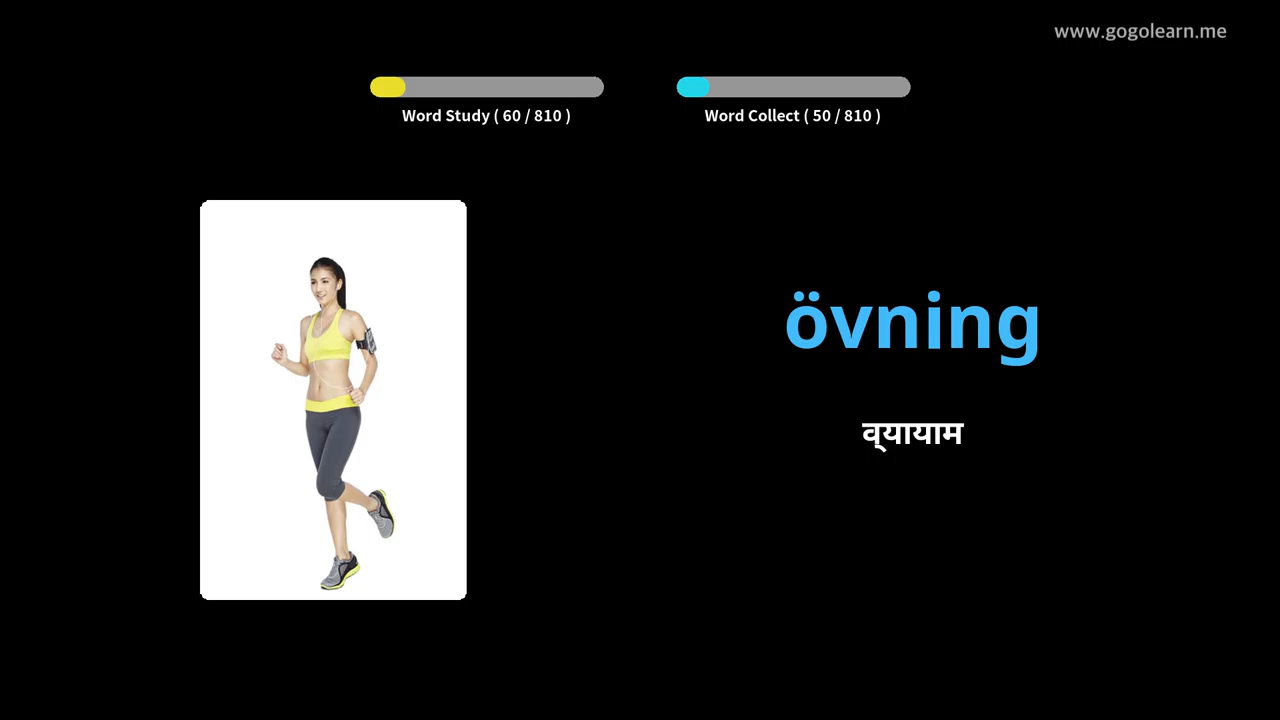 www.gogolearn.me
Word Study ( 60 / 810 )
Word Collect ( 50 / 810 )
övning
व्यायाम